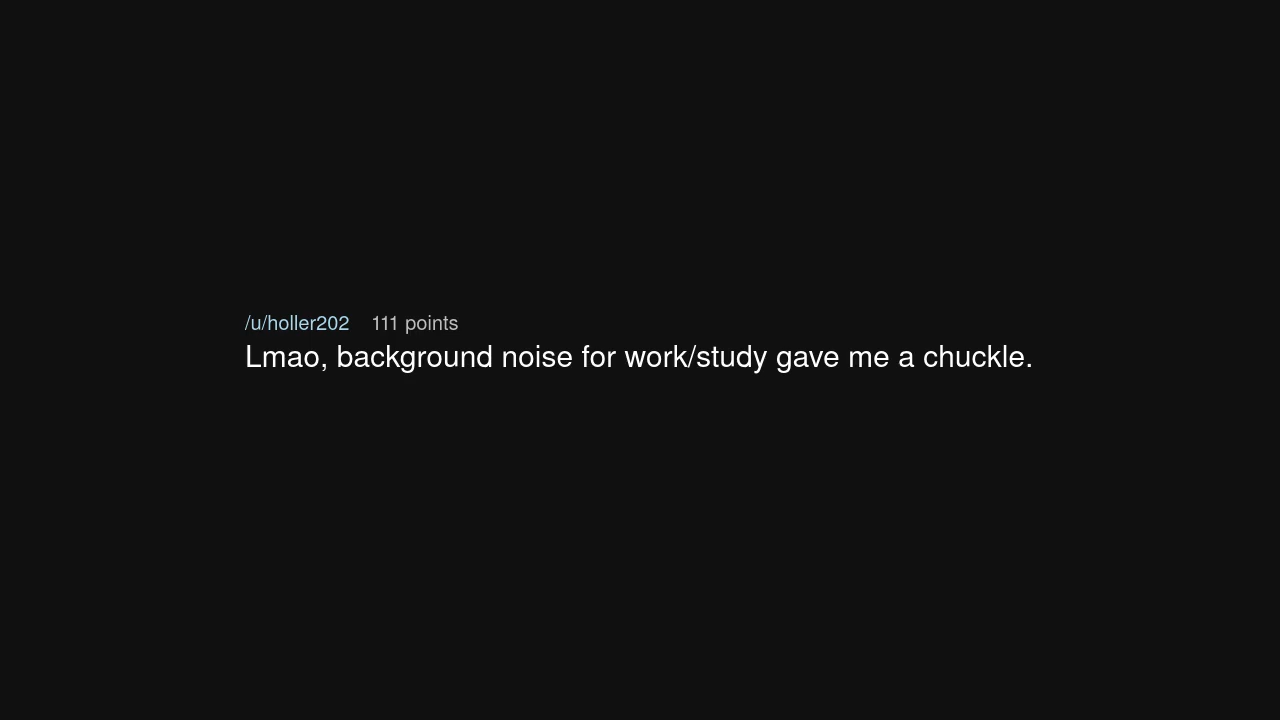 /u/holler202 111 points
Lmao, background noise for work/study gave me a chuckle.